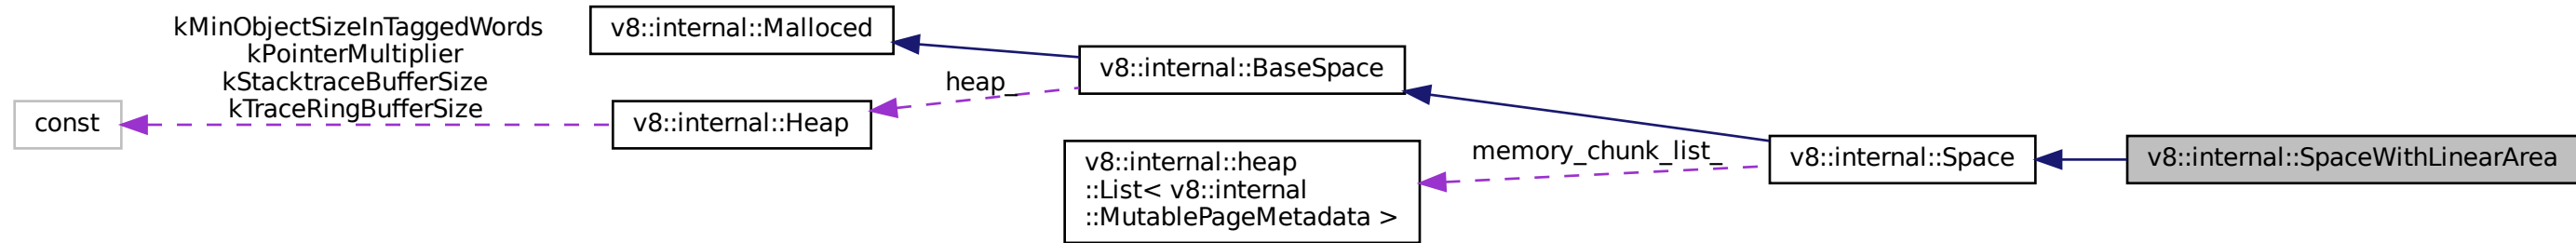 kMinObjectSizeInTaggedWords
kPointerMultiplier
kStacktraceBufferSize
kTraceRingBufferSize
const
v8::internal::Malloced
v8::internal::Heap
heap_
v8::internal::BaseSpace
v8::internal::heap
::List< v8::internal
::MutablePageMetadata >
memory_chunk_list_
v8::internal::Space
v8::internal::SpaceWithLinearArea